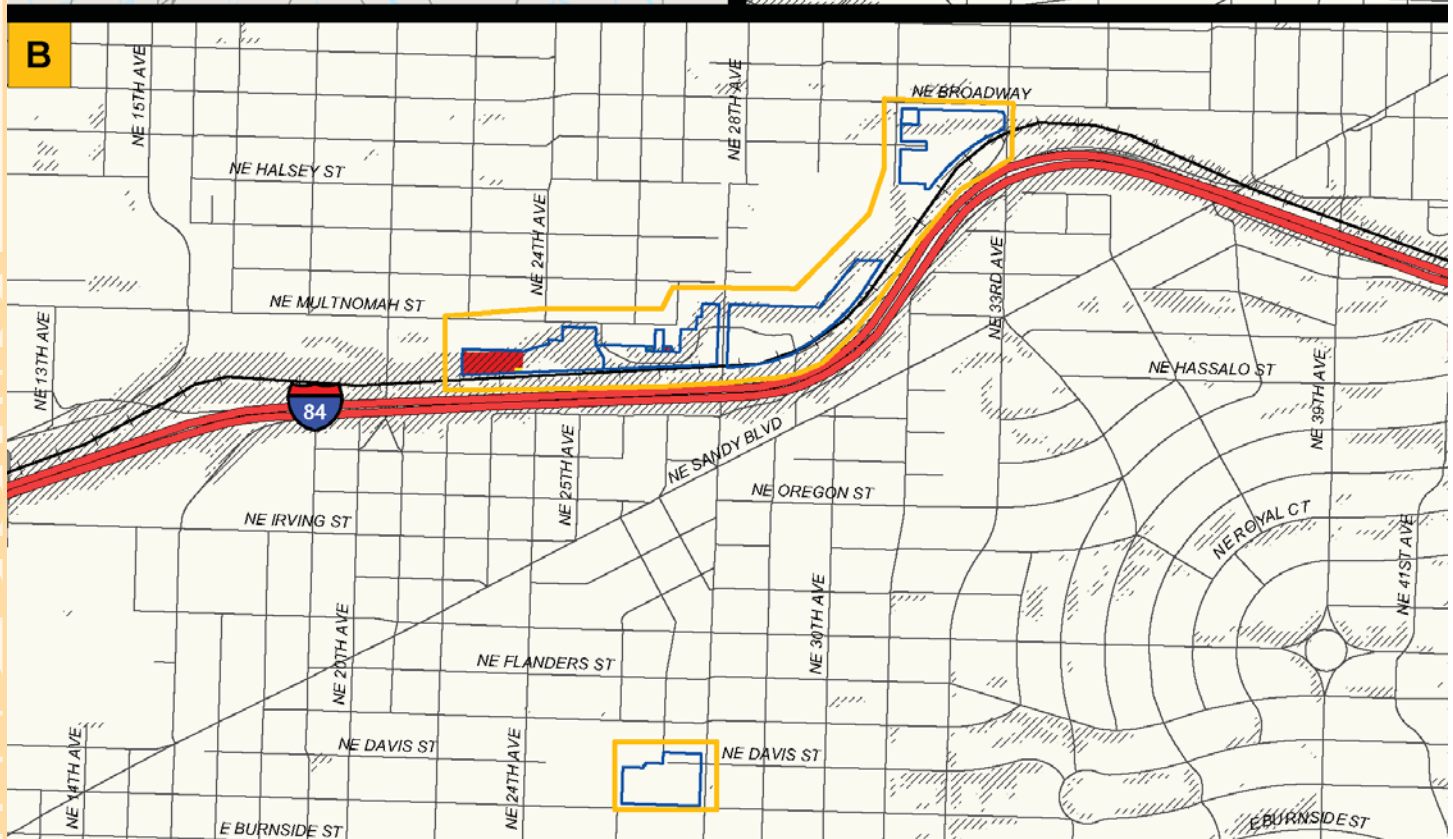 B
NE 15TH AVE
NE 28TH AVE
NE BROADWAY
NE HALSEY ST
NE 24TH AVE
NE 33RD AVE
NE MULTNOMAH ST
NE 13TH AVE
NE HASSALO ST
NE 39TH AVE
84
NE SANDY BLVD
NE 25TH AVE
NE OREGON ST
NE IRVING ST
NE ROYAL CT
NE 41ST AVE
NE 30TH AVE
NE 20TH AVE
NE FLANDERS ST
NE 14TH AVE
NE DAVIS ST
NE 24TH AVE
NE DAVIS ST
E BURNSIDE ST
E BURNSIDE ST